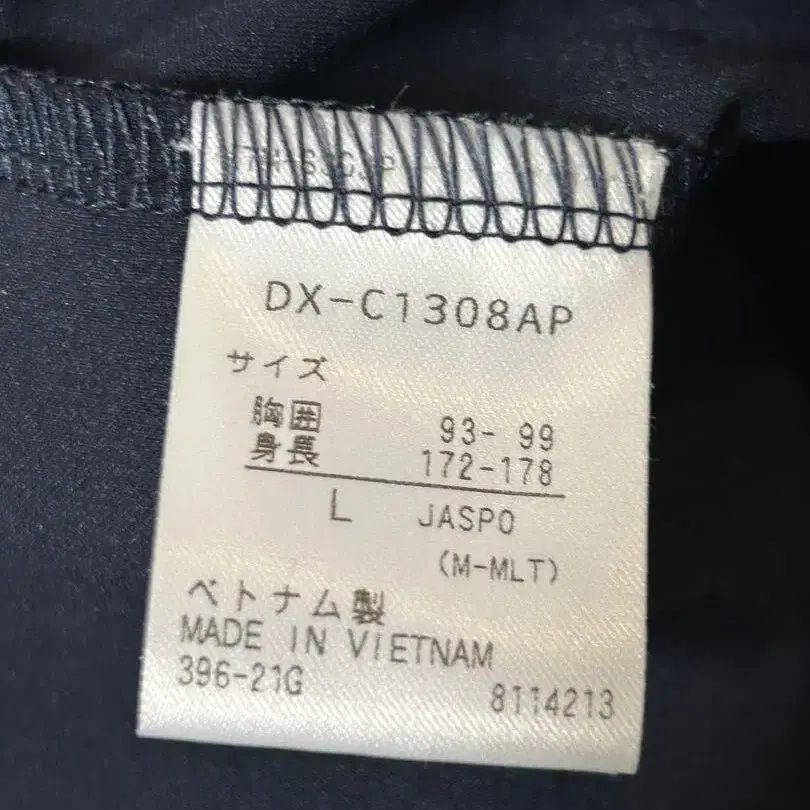 DX-C1308AP
サイズ
胸囲 93- 99
身長 172-178
L JASPO
(M-MLT)
ベトナム製
MADE IN VIETNAM
396-21G 8114213